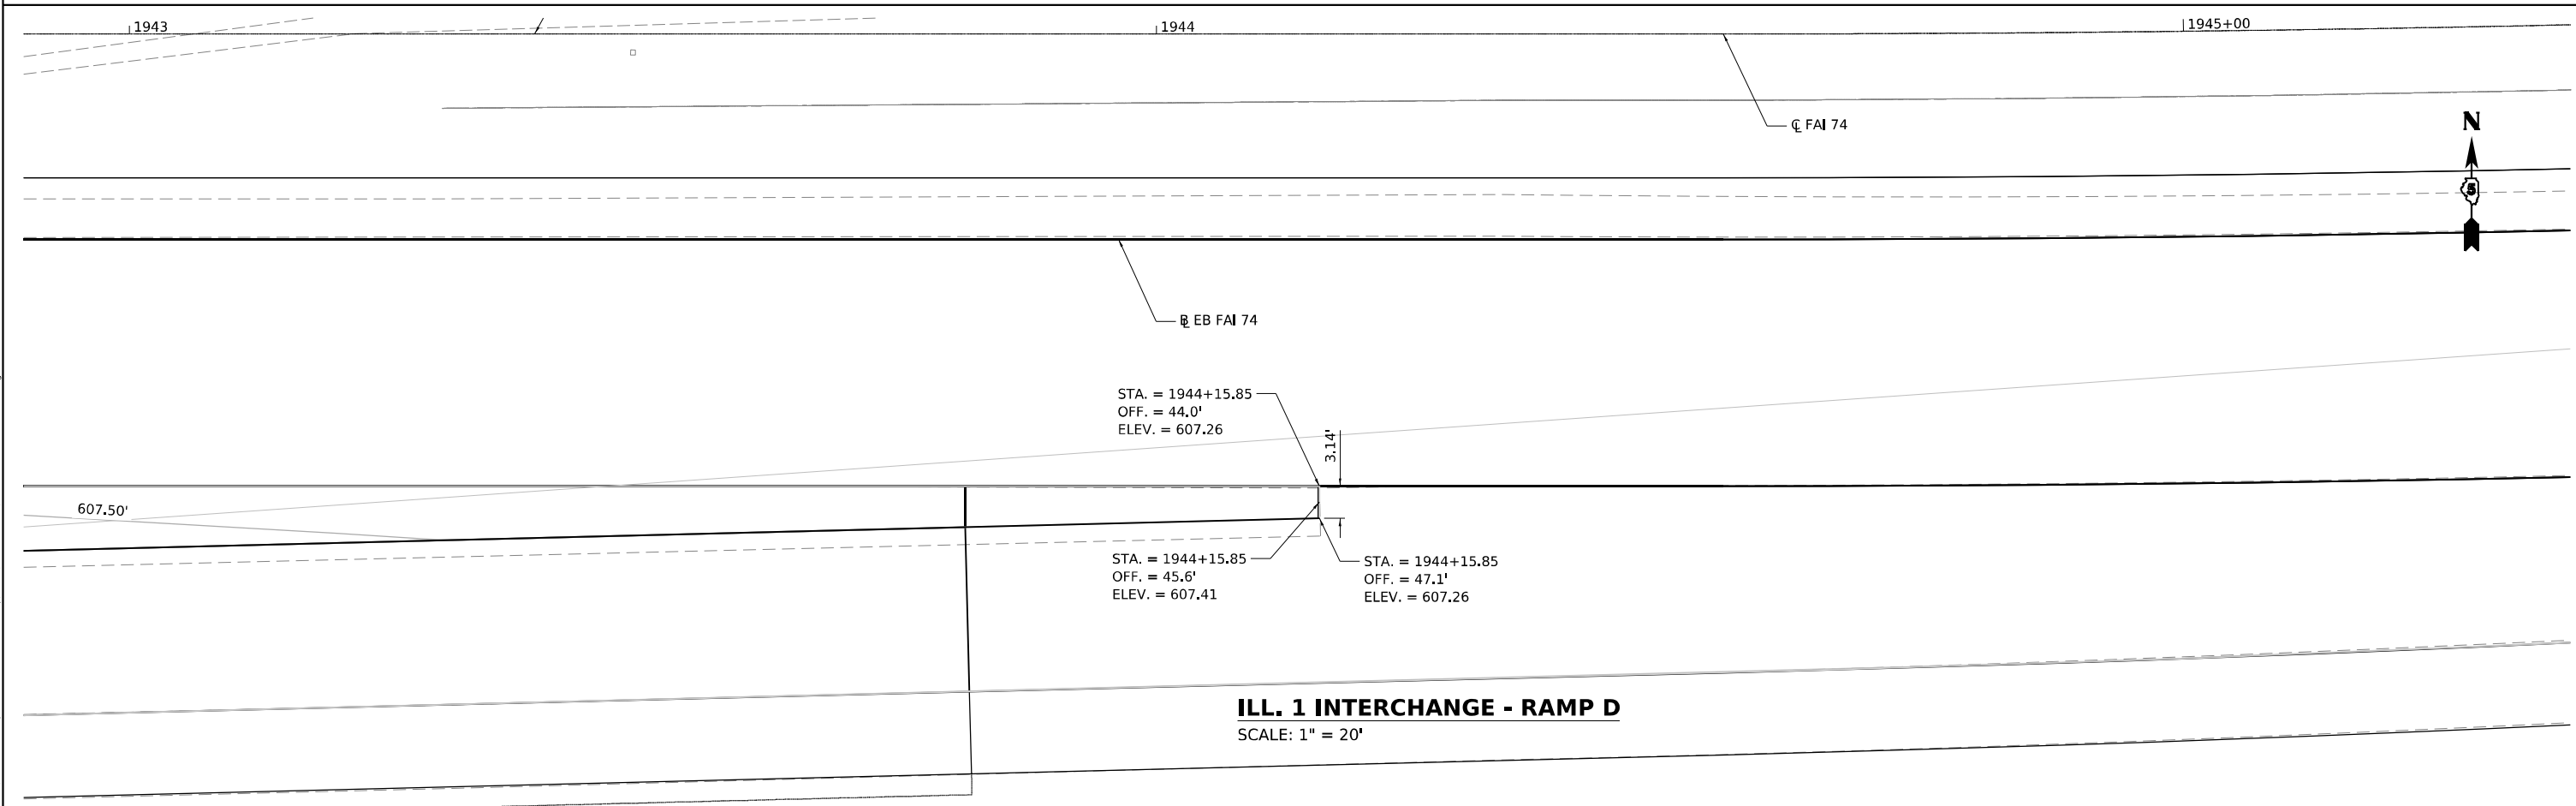 1943
1944
1945+00
℄ FAI 74
N
5
B͟L EB FAI 74
STA. = 1944+15.85
OFF. = 44.0'
ELEV. = 607.26
3.14'
607.50'
STA. = 1944+15.85
OFF. = 45.6'
ELEV. = 607.41
STA. = 1944+15.85
OFF. = 47.1'
ELEV. = 607.26
ILL. 1 INTERCHANGE - RAMP D
SCALE: 1" = 20'